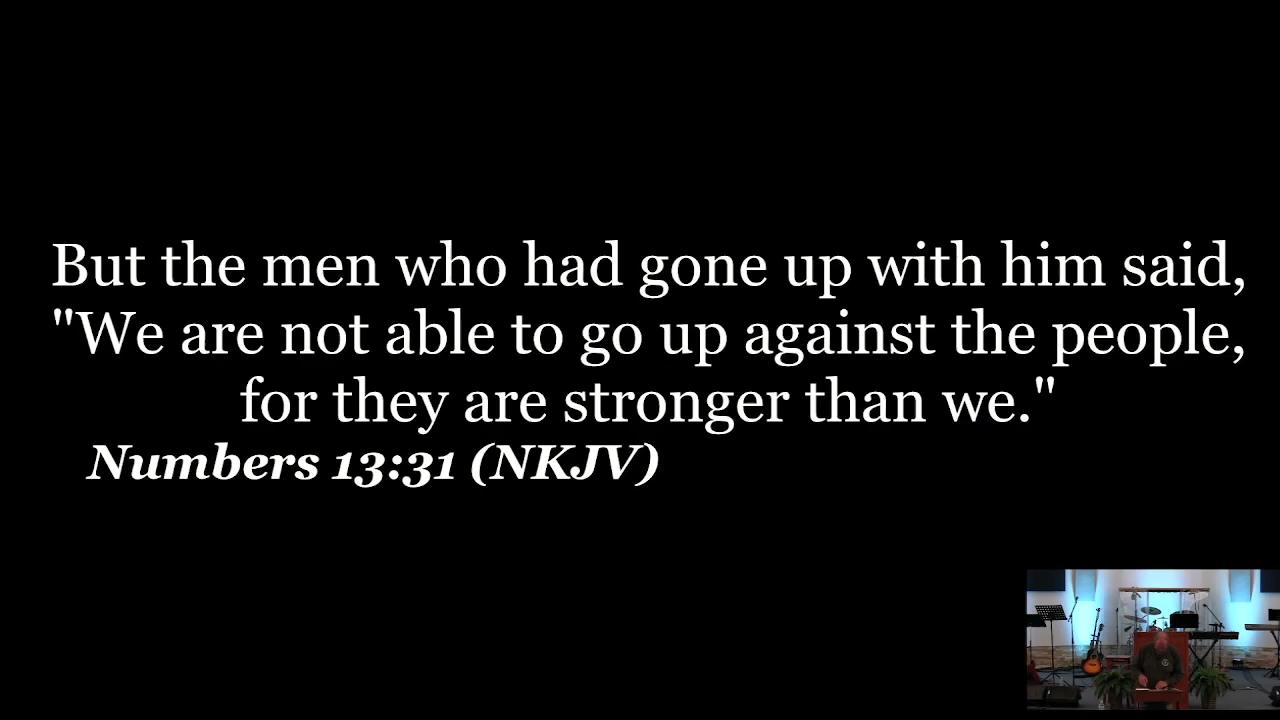 But the men who had gone up with him said,
"We are not able to go up against the people,
for they are stronger than we."
Numbers 13:31 (NKJV)